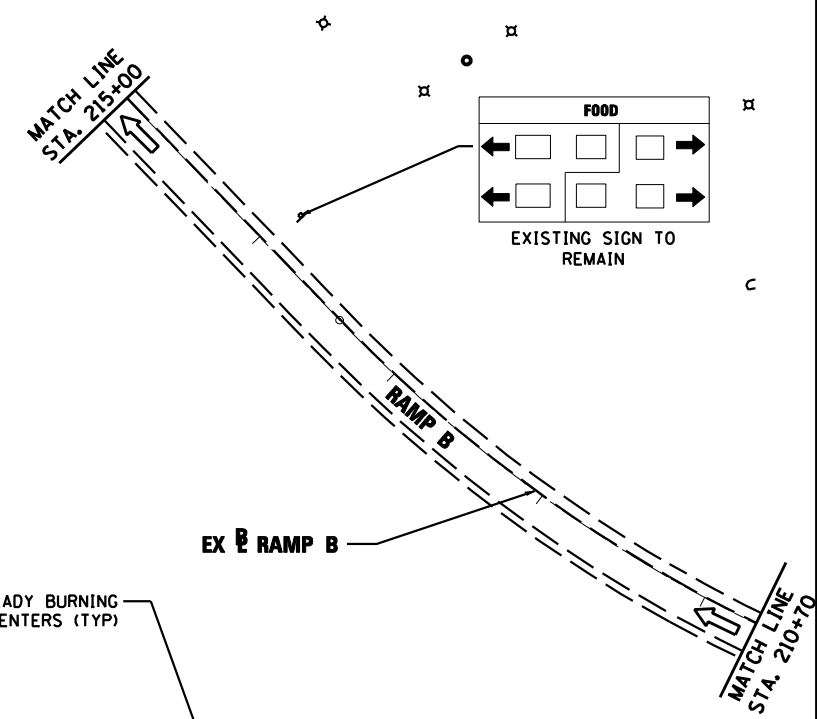 MATCH LINE
STA. 215+00
FOOD
EXISTING SIGN TO
REMAIN
RAMP B
EX BL RAMP B
ADY BURNING
ENTERS (TYP)
MATCH LINE
STA. 210+70